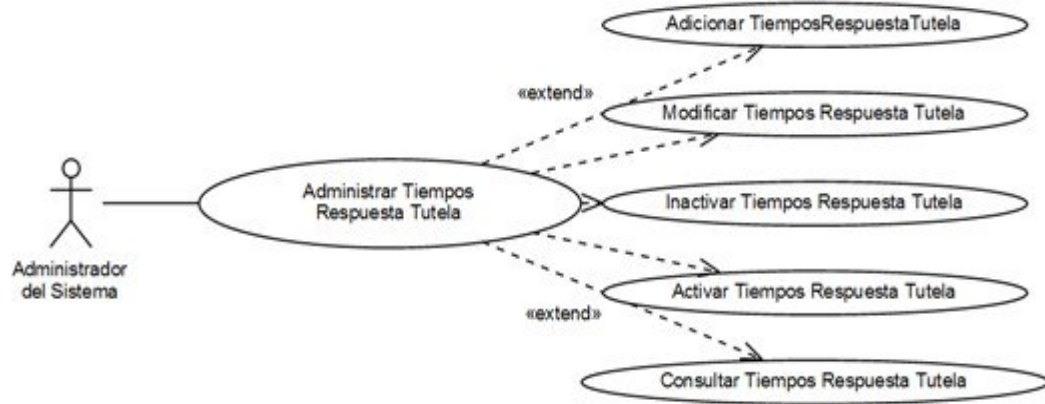 Adicionar TiemposRespuestaTutela
«extend»
Modificar Tiempos Respuesta Tutela
Administrar Tiempos
Respuesta Tutela
Inactivar Tiempos Respuesta Tutela
Administrador
del Sistema
Activar Tiempos Respuesta Tutela
«extend»
Consultar Tiempos Respuesta Tutela